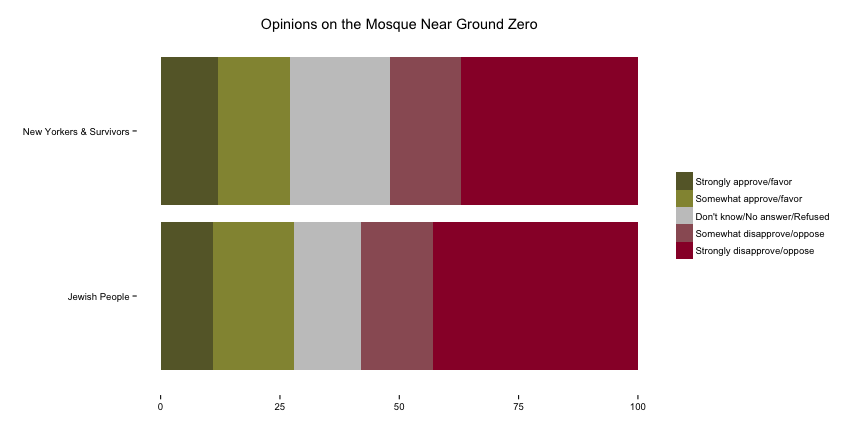 Opinions on the Mosque Near Ground Zero
New Yorkers & Survivors
Jewish People
0 25 50 75 100
Strongly approve/favor
Somewhat approve/favor
Don't know/No answer/Refused
Somewhat disapprove/oppose
Strongly disapprove/oppose